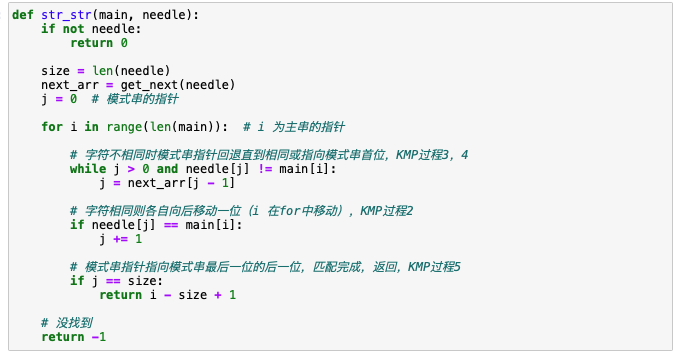 def str_str(main, needle):
    if not needle:
        return 0

    size = len(needle)
    next_arr = get_next(needle)
    j = 0  # 模式串的指针

    for i in range(len(main)):  # i 为主串的指针

        # 字符不相同时模式串指针回退直到相同或指向模式串首位，KMP过程3，4
        while j > 0 and needle[j] != main[i]:
            j = next_arr[j - 1]

        # 字符相同则各自向后移动一位（i 在for中移动），KMP过程2
        if needle[j] == main[i]:
            j += 1

        # 模式串指针指向模式串最后一位的后一位，匹配完成，返回，KMP过程5
        if j == size:
            return i - size + 1

    # 没找到
    return -1